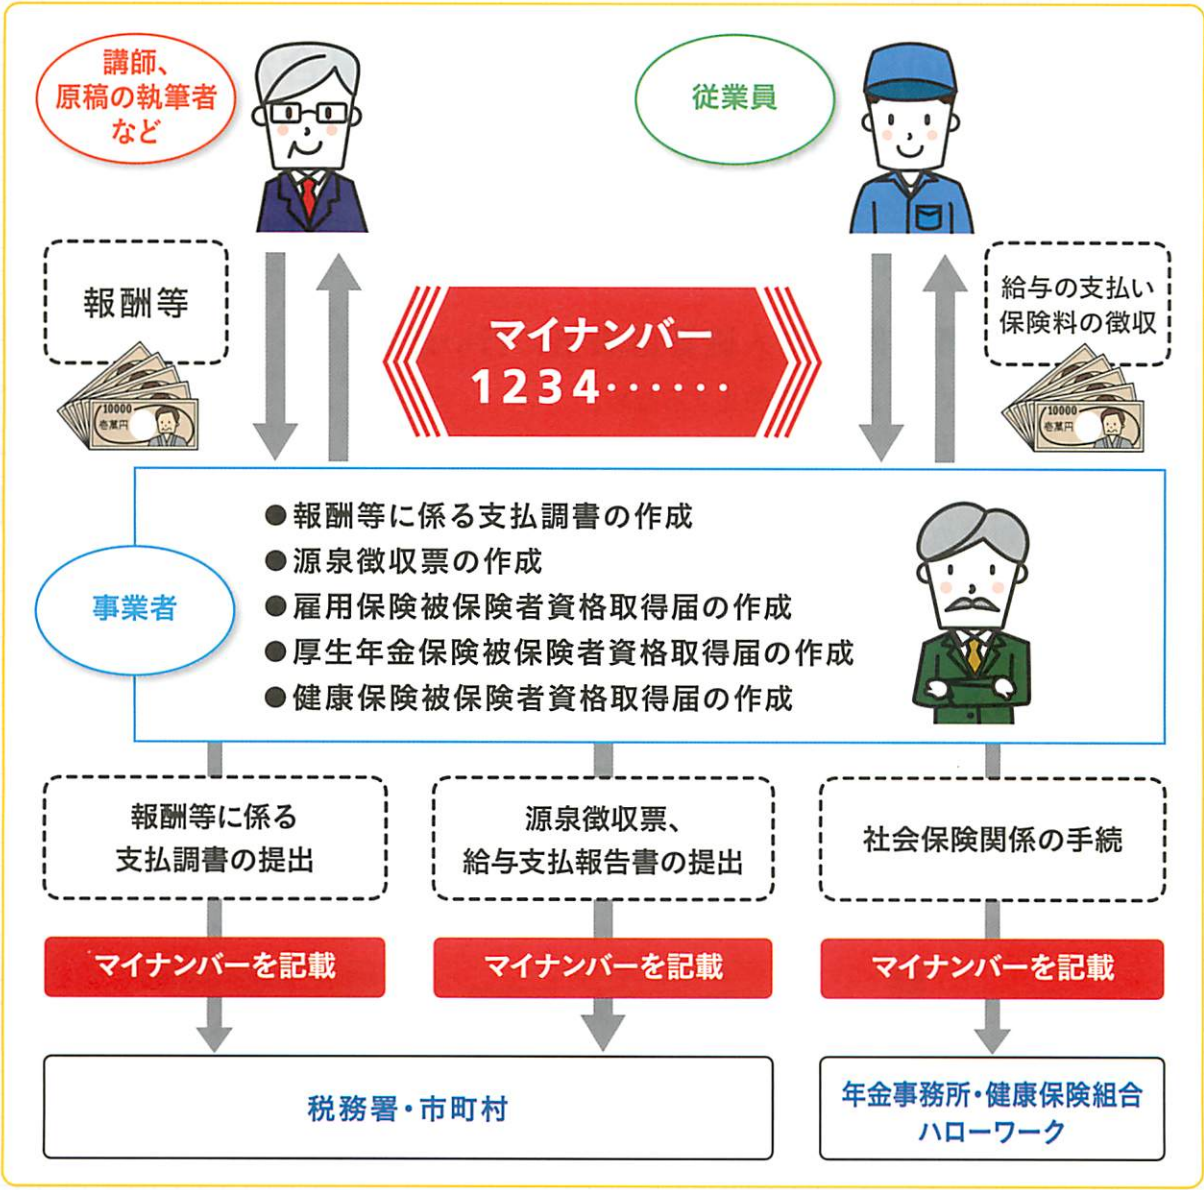 講師、
原稿の執筆者
など
従業員
報酬等
10000
壱萬円
マイナンバー
1234‥‥‥
給与の支払い
保険料の徴収
10000
壱萬円
事業者
●報酬等に係る支払調書の作成
●源泉徴収票の作成
●雇用保険被保険者資格取得届の作成
●厚生年金保険被保険者資格取得届の作成
●健康保険被保険者資格取得届の作成
報酬等に係る
支払調書の提出
源泉徴収票、
給与支払報告書の提出
社会保険関係の手続
マイナンバーを記載
マイナンバーを記載
マイナンバーを記載
税務署・市町村
年金事務所・健康保険組合
ハローワーク